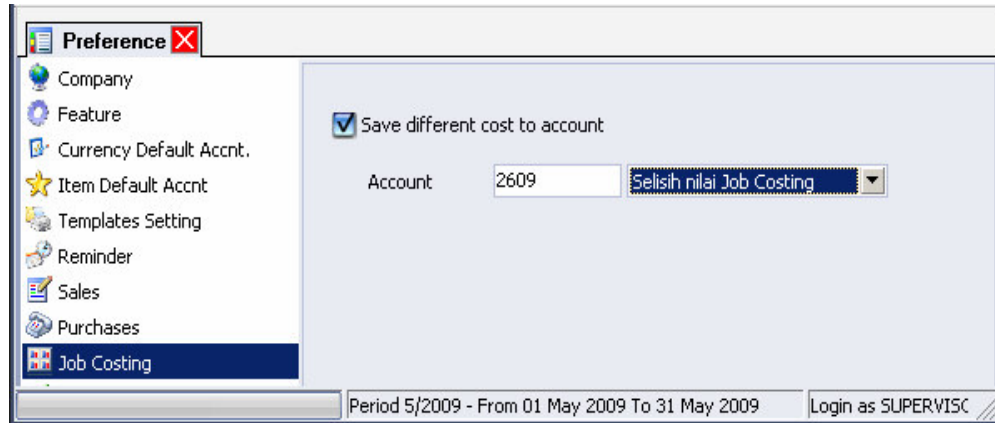 Preference
Company
Feature
Currency Default Accnt.
Item Default Accnt
Templates Setting
Reminder
Sales
Purchases
Job Costing
Save different cost to account
Account 2609 Selisih nilai Job Costing
Period 5/2009 - From 01 May 2009 To 31 May 2009 Login as SUPERVISC